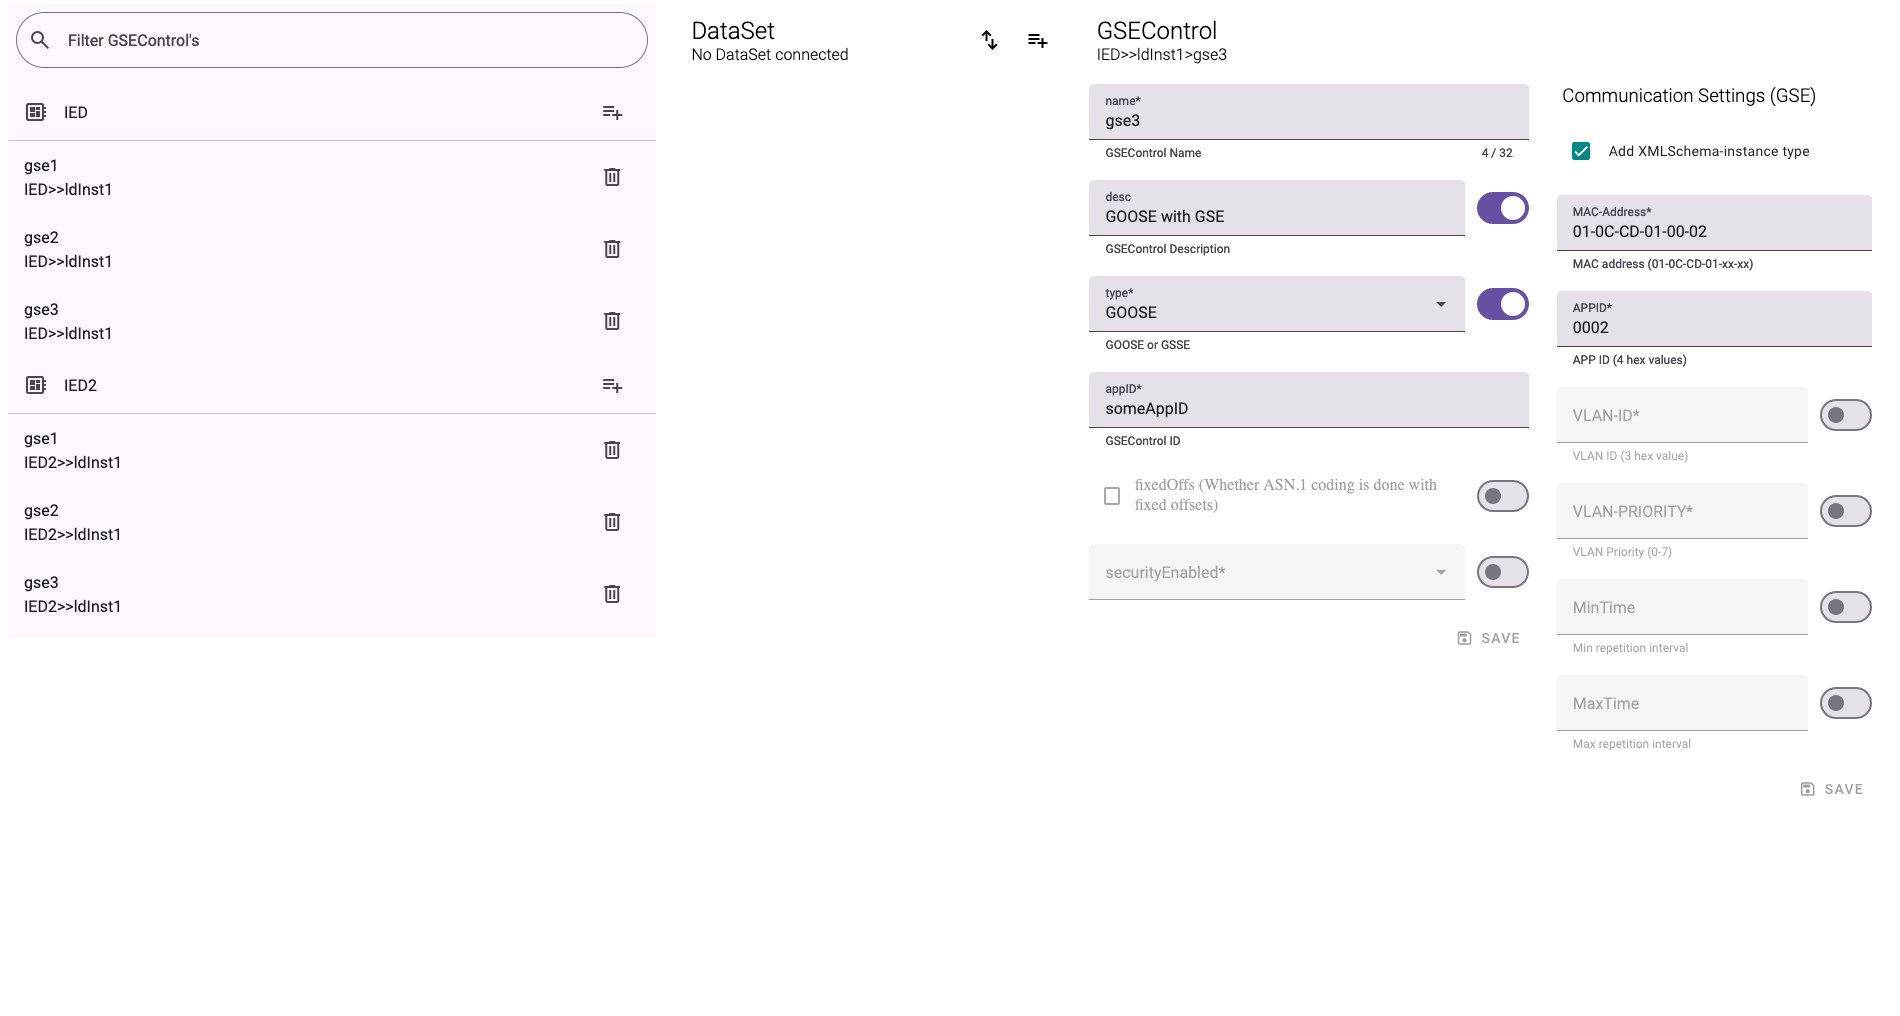 Filter GSEControl's
IED
gse1
IED>>ldInst1
gse2
IED>>ldInst1
gse3
IED>>ldInst1
IED2
gse1
IED2>>ldInst1
gse2
IED2>>ldInst1
gse3
IED2>>ldInst1
DataSet
No DataSet connected
GSEControl
IED>>ldInst1>gse3
name*
gse3
GSEControl Name 4 / 32
desc
GOOSE with GSE
GSEControl Description
type*
GOOSE
GOOSE or GSSE
appID*
someAppID
GSEControl ID
fixedOffs (Whether ASN.1 coding is done with
fixed offsets)
securityEnabled*
SAVE
Communication Settings (GSE)
Add XMLSchema-instance type
MAC-Address*
01-0C-CD-01-00-02
MAC address (01-0C-CD-01-xx-xx)
APPID*
0002
APP ID (4 hex values)
VLAN-ID*
VLAN ID (3 hex value)
VLAN-PRIORITY*
VLAN Priority (0-7)
MinTime
Min repetition interval
MaxTime
Max repetition interval
SAVE